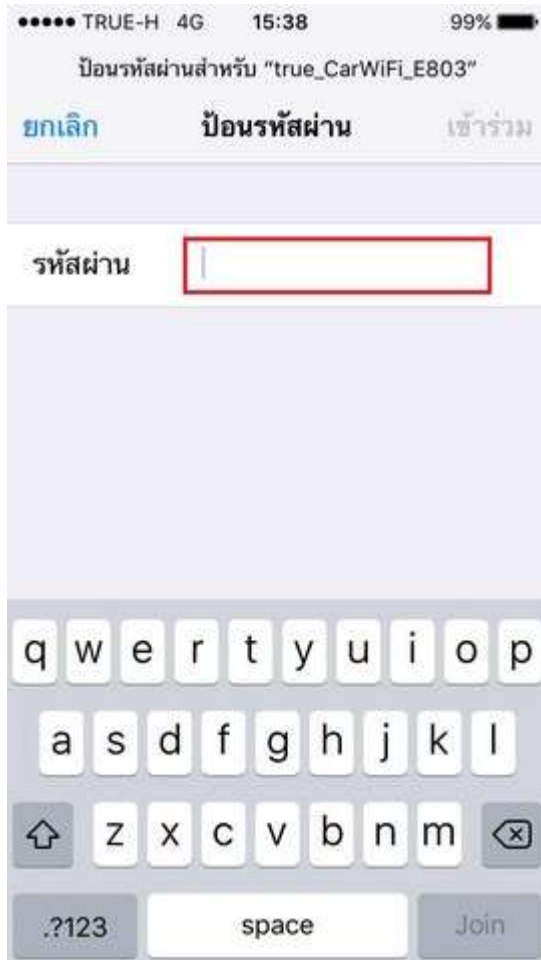 TRUE-H 4G 15:38 99%
ป้อนรหัสผ่านสำหรับ “true_CarWiFi_E803”
ยกเลิก ป้อนรหัสผ่าน เข้าร่วม
รหัสผ่าน
q w e r t y u i o p
a s d f g h j k l
z x c v b n m
.?123 space Join